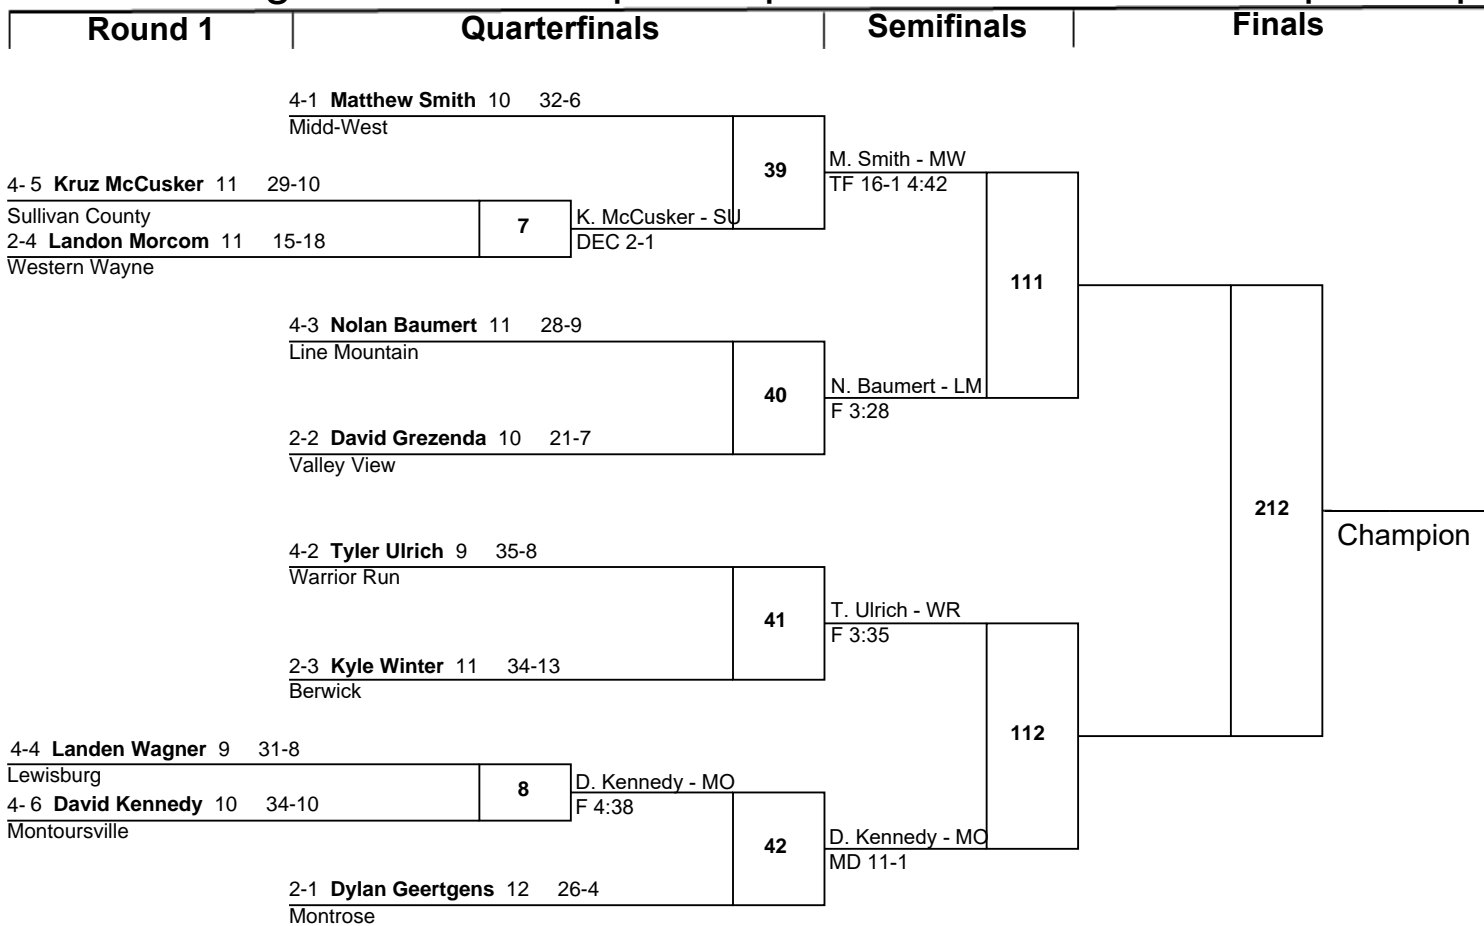 Round 1
Quarterfinals
Semifinals
Finals
4-1 Matthew Smith 10 32-6
Midd-West
39
M. Smith - MW
TF 16-1 4:42
4- 5 Kruz McCusker 11 29-10
Sullivan County
7
K. McCusker - SU
DEC 2-1
2-4 Landon Morcom 11 15-18
Western Wayne
111
4-3 Nolan Baumert 11 28-9
Line Mountain
40
N. Baumert - LM
F 3:28
2-2 David Grezenda 10 21-7
Valley View
212
Champion
4-2 Tyler Ulrich 9 35-8
Warrior Run
41
T. Ulrich - WR
F 3:35
2-3 Kyle Winter 11 34-13
Berwick
112
4-4 Landen Wagner 9 31-8
Lewisburg
8
D. Kennedy - MO
F 4:38
4- 6 David Kennedy 10 34-10
Montoursville
42
D. Kennedy - MO
MD 11-1
2-1 Dylan Geertgens 12 26-4
Montrose